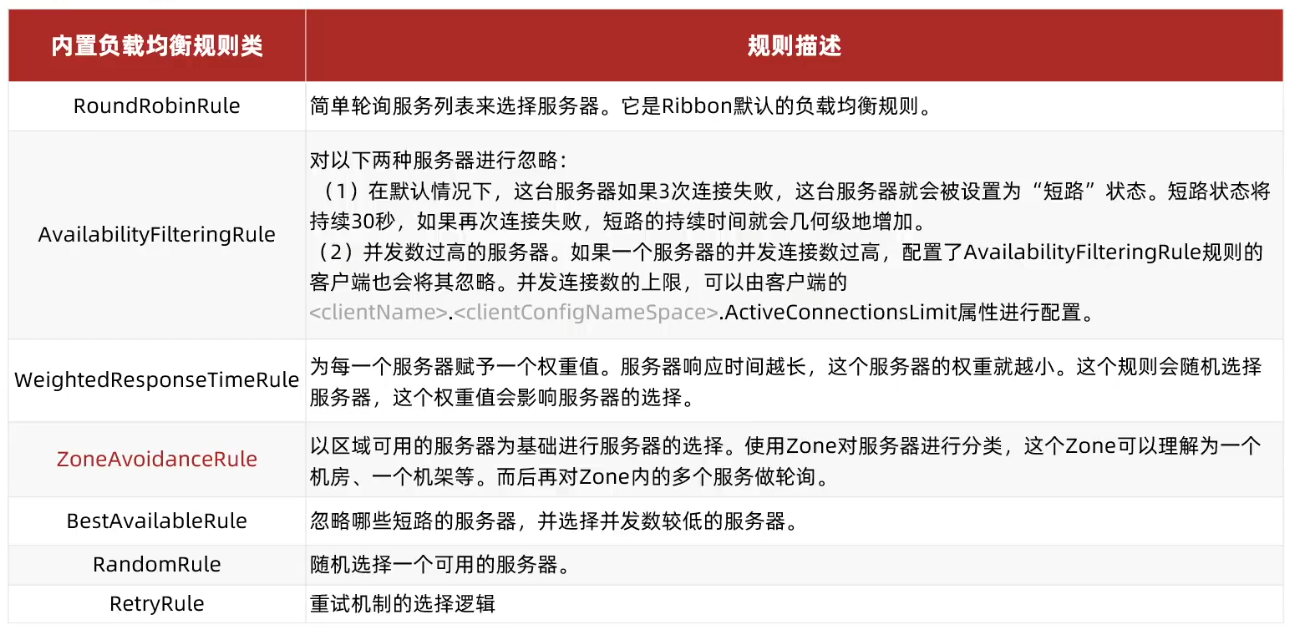 内置负载均衡规则类
规则描述
RoundRobinRule
简单轮询服务列表来选择服务器。它是Ribbon默认的负载均衡规则。
AvailabilityFilteringRule
对以下两种服务器进行忽略：
（1）在默认情况下，这台服务器如果3次连接失败，这台服务器就会被设置为“短路”状态。短路状态将
持续30秒，如果再次连接失败，短路的持续时间就会几何级地增加。
（2）并发数过高的服务器。如果一个服务器的并发连接数过高，配置了AvailabilityFilteringRule规则的
客户端也会将其忽略。并发连接数的上限，可以由客户端的
<clientName>.<clientConfigNameSpace>.ActiveConnectionsLimit属性进行配置。
WeightedResponseTimeRule
为每一个服务器赋予一个权重值。服务器响应时间越长，这个服务器的权重就越小。这个规则会随机选择
服务器，这个权重值会影响服务器的选择。
ZoneAvoidanceRule
以区域可用的服务器为基础进行服务器的选择。使用Zone对服务器进行分类，这个Zone可以理解为一个
机房、一个机架等。而后再对Zone内的多个服务做轮询。
BestAvailableRule
忽略哪些短路的服务器，并选择并发数较低的服务器。
RandomRule
随机选择一个可用的服务器。
RetryRule
重试机制的选择逻辑